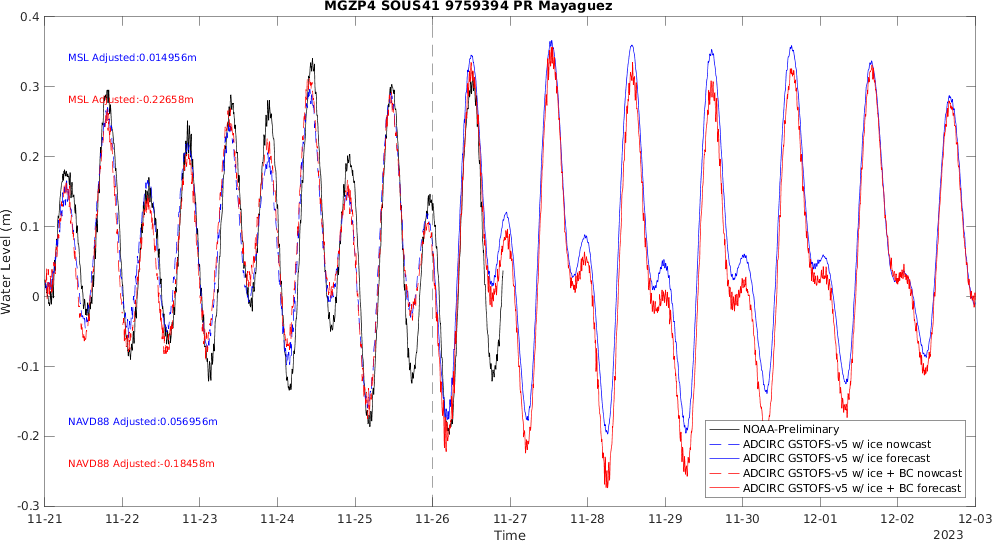 MGZP4 SOUS41 9759394 PR Mayaguez
0.4
0.3
0.2
0.1
0
-0.1
-0.2
-0.3
Water Level (m)
MSL Adjusted:0.014956m
MSL Adjusted:-0.22658m
NAVD88 Adjusted:0.056956m
NAVD88 Adjusted:-0.18458m
NOAA-Preliminary
ADCIRC GSTOFS-v5 w/ ice nowcast
ADCIRC GSTOFS-v5 w/ ice forecast
ADCIRC GSTOFS-v5 w/ ice + BC nowcast
ADCIRC GSTOFS-v5 w/ ice + BC forecast
11-21 11-22 11-23 11-24 11-25 11-26 11-27 11-28 11-29 11-30 12-01 12-02 12-03
Time
2023